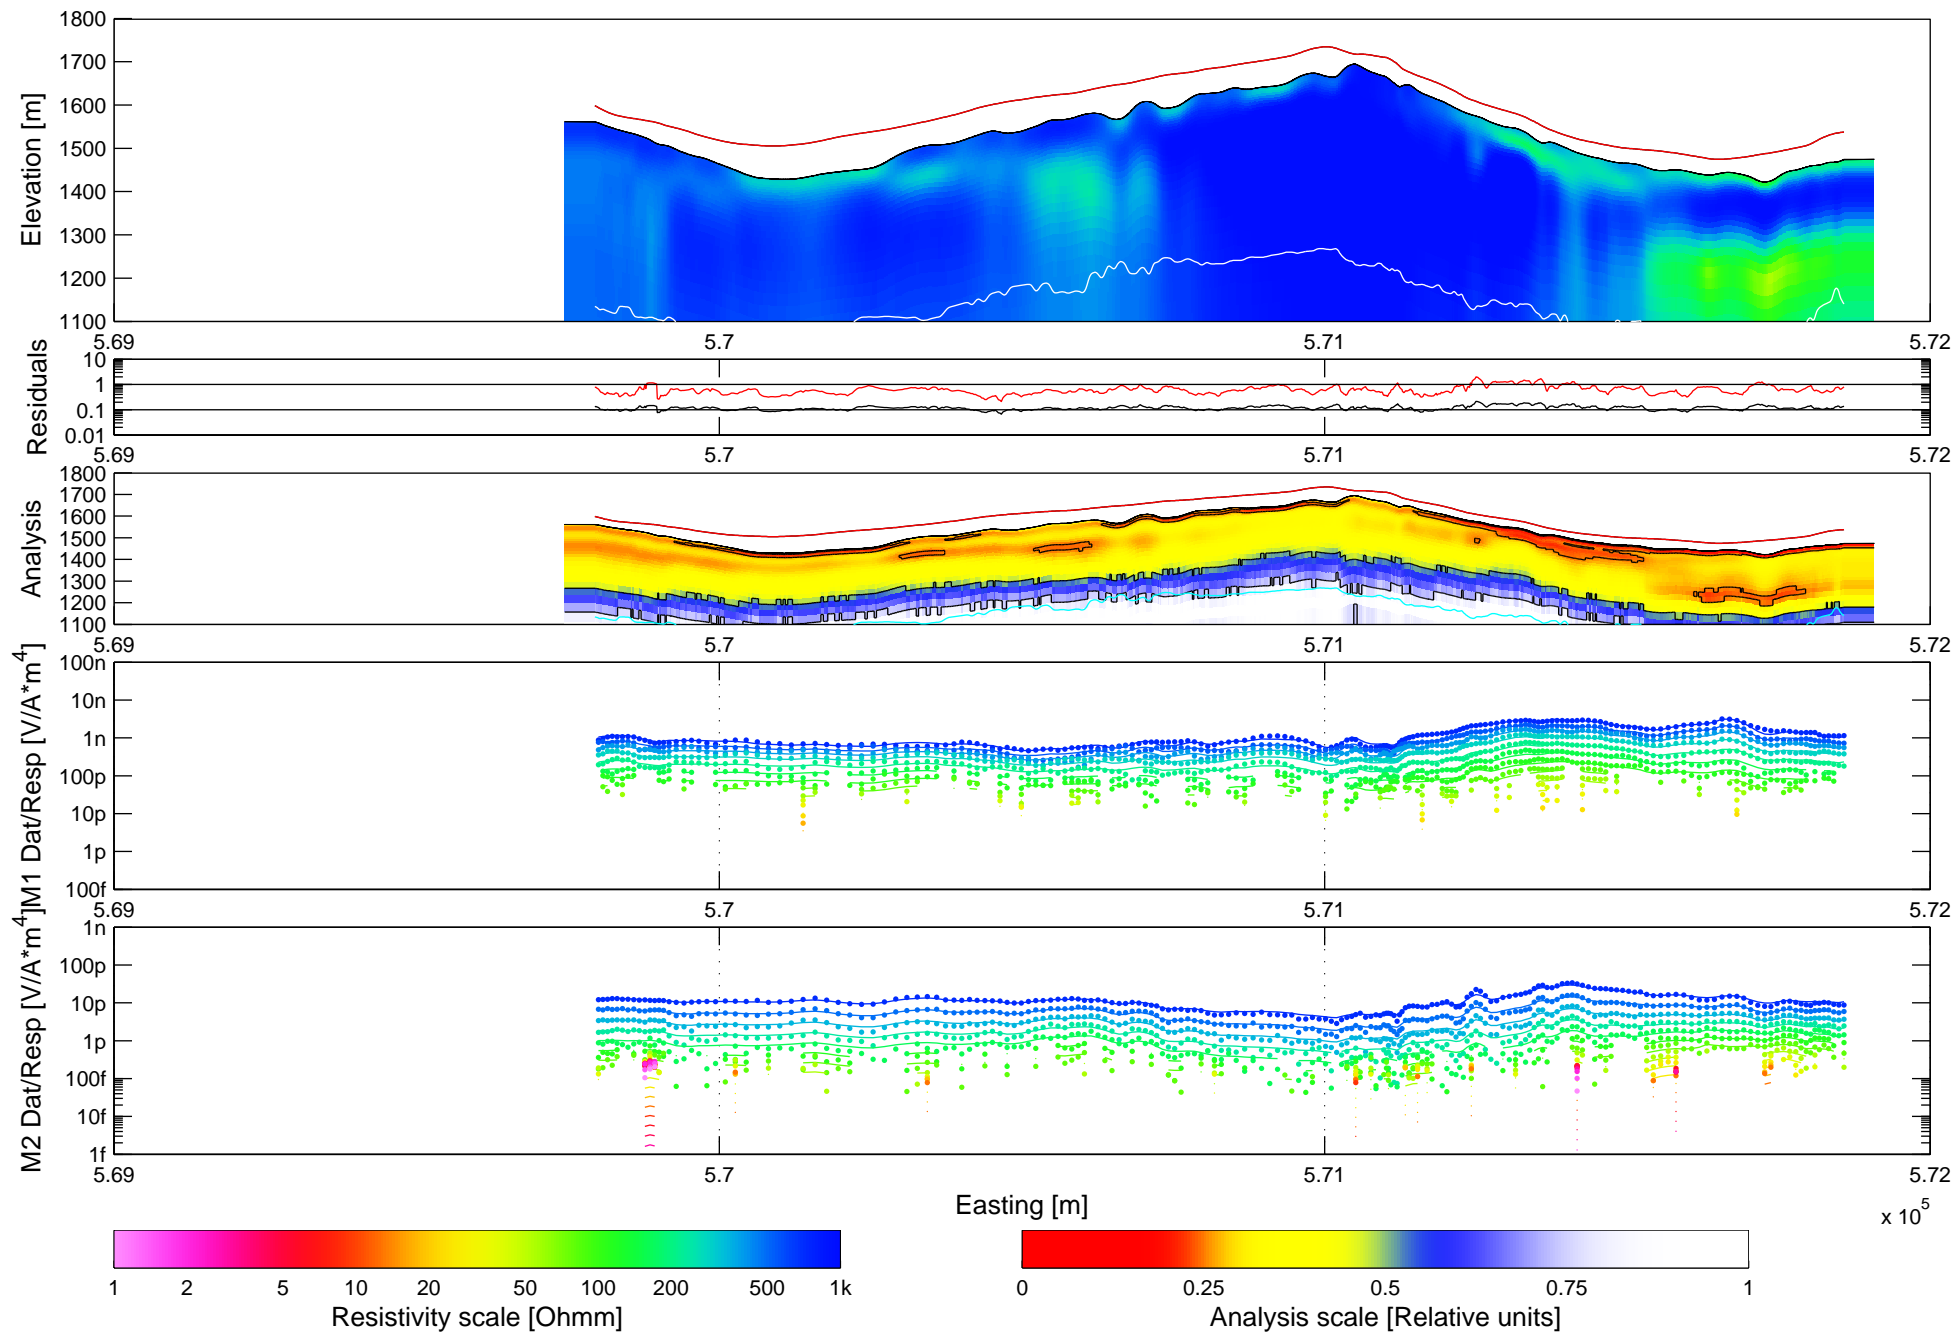 1800
1700
1600
1500
1400
1300
1200
1100
Elevation [m]
5.69 5.7 5.71 5.72
10
1
0.1
0.01
Residuals
5.69 5.7 5.71 5.72
1800
1700
1600
1500
1400
1300
1200
1100
Analysis
5.69 5.7 5.71 5.72
100n
10n
1n
100p
10p
1p
100f
M1 Dat/Resp [V/A*m^4]
5.69 5.7 5.71 5.72
1n
100p
10p
1p
100f
10f
1f
M2 Dat/Resp [V/A*m^4]
5.69 5.7 5.71 5.72
Easting [m]
x 10^5
1 2 5 10 20 50 100 200 500 1k
Resistivity scale [Ohmm]
0 0.25 0.5 0.75 1
Analysis scale [Relative units]